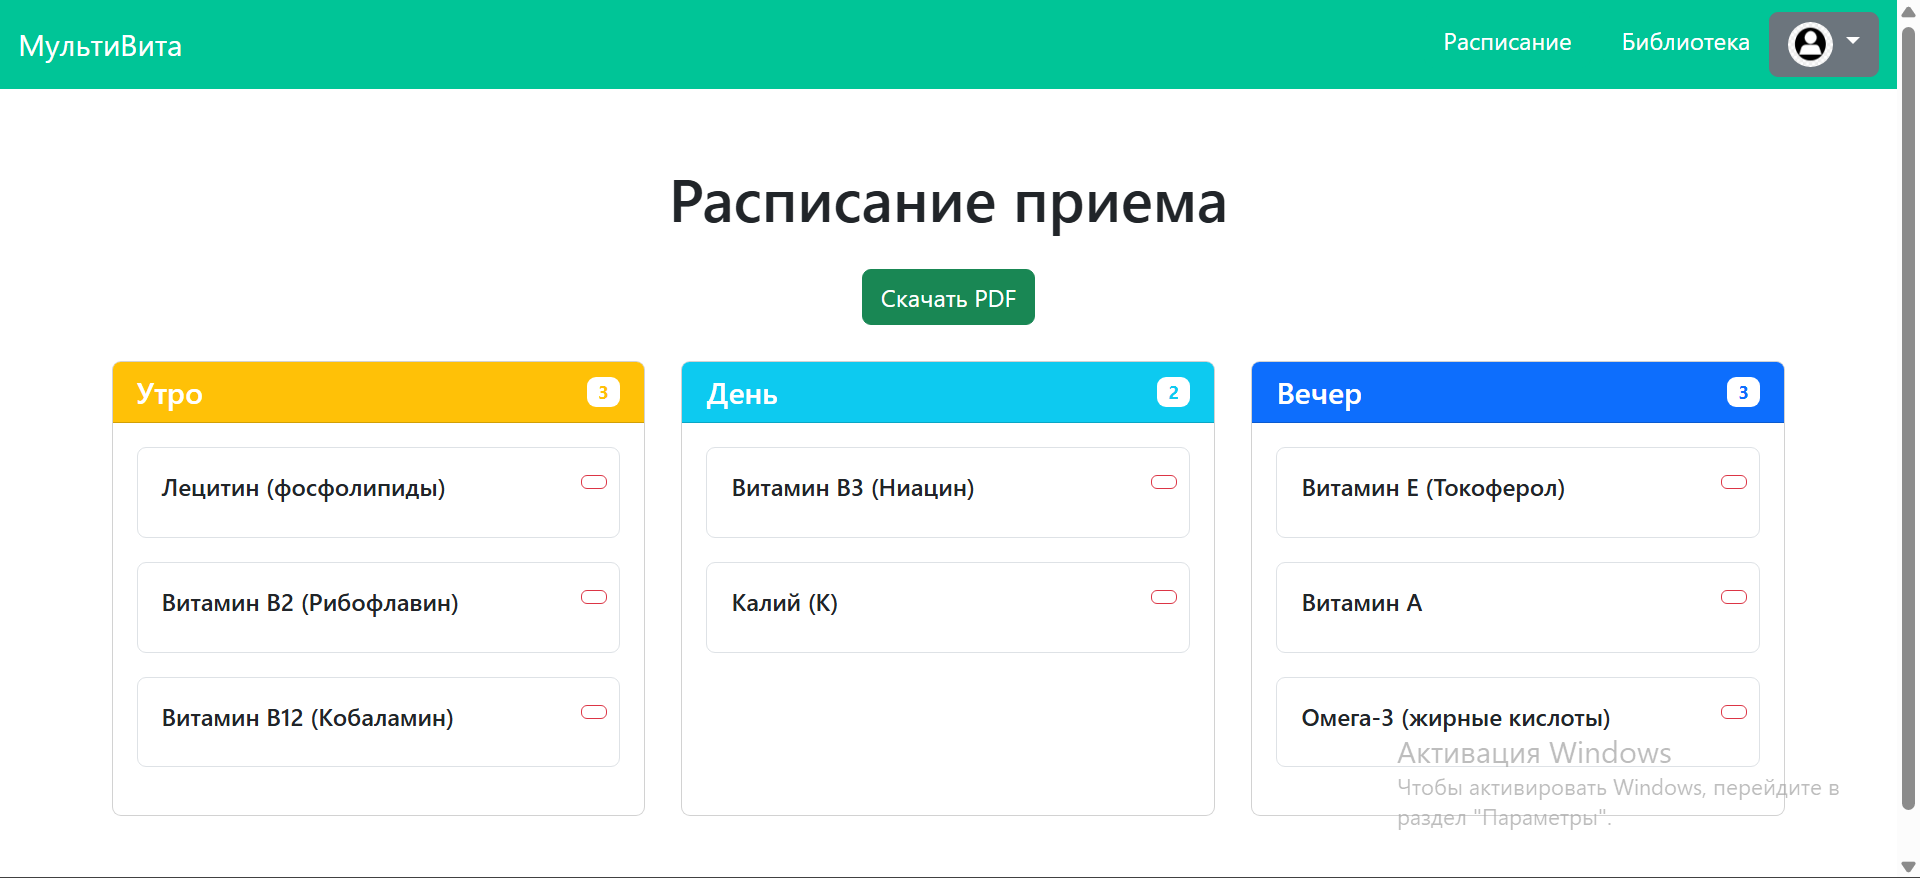 МультиВита
Расписание
Библиотека
Расписание приема
Скачать PDF
Утро
3
Лецитин (фосфолипиды)
Витамин B2 (Рибофлавин)
Витамин B12 (Кобаламин)
День
2
Витамин B3 (Ниацин)
Калий (K)
Вечер
3
Витамин E (Токоферол)
Витамин A
Омега-3 (жирные кислоты)
Активация Windows
Чтобы активировать Windows, перейдите в
раздел "Параметры".